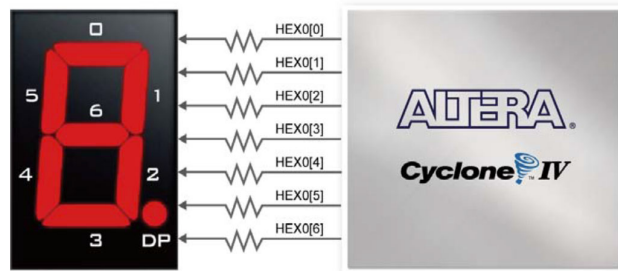 0
5
1
6
4
2
3
DP
HEX0[0]
HEX0[1]
HEX0[2]
HEX0[3]
HEX0[4]
HEX0[5]
HEX0[6]
ALTERA®
Cyclone™ IV